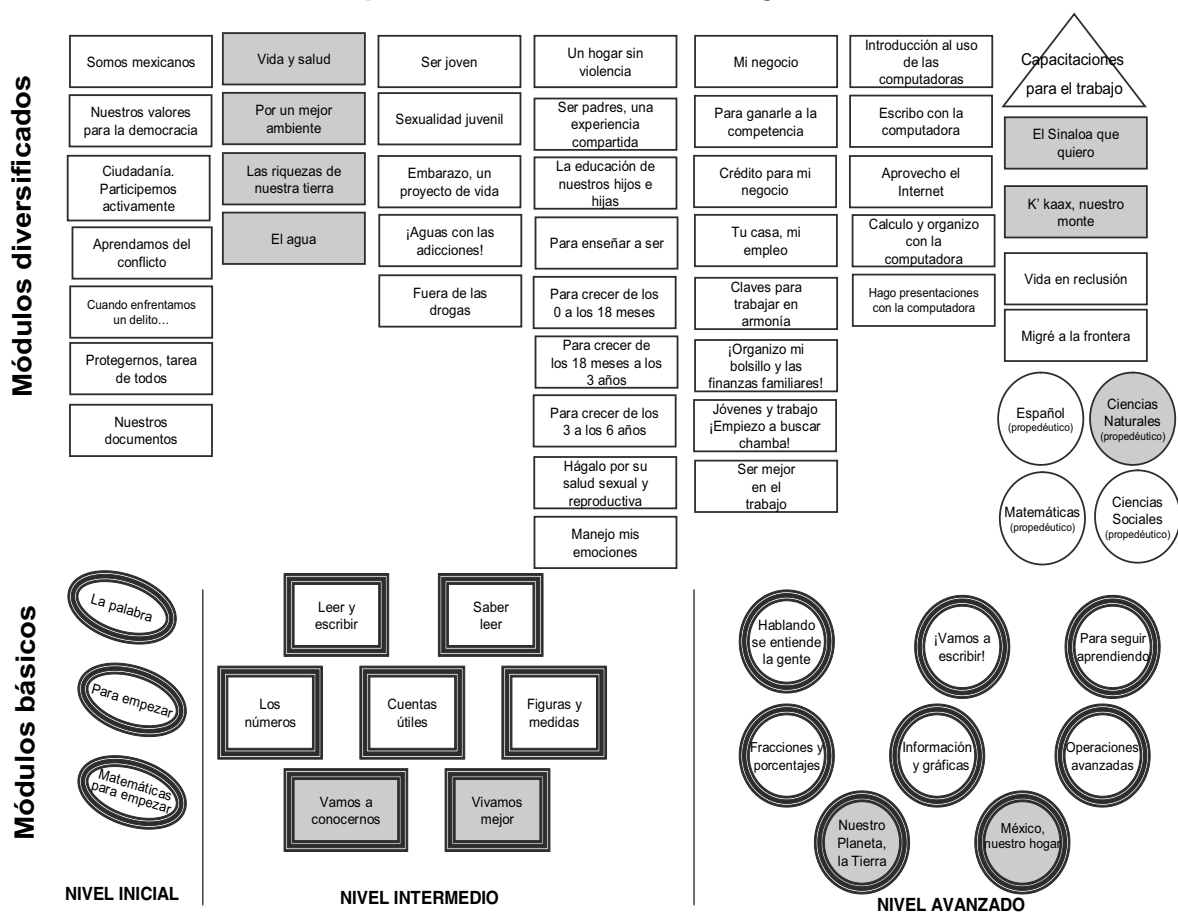 Módulos diversificados
Somos mexicanos
Nuestros valores
para la democracia
Ciudadanía.
Participemos
activamente
Aprendamos del
conflicto
Cuando enfrentamos
un delito…
Protegernos, tarea
de todos
Nuestros
documentos
Vida y salud
Por un mejor
ambiente
Las riquezas de
nuestra tierra
El agua
Ser joven
Sexualidad juvenil
Embarazo, un
proyecto de vida
¡Aguas con las
adicciones!
Fuera de las
drogas
Un hogar sin
violencia
Ser padres, una
experiencia
compartida
La educación de
nuestros hijos e
hijas
Para enseñar a ser
Para crecer de los
0 a los 18 meses
Para crecer de
los 18 meses a los
3 años
Para crecer de los
3 a los 6 años
Hágalo por su
salud sexual y
reproductiva
Manejo mis
emociones
Mi negocio
Para ganarle a la
competencia
Crédito para mi
negocio
Tu casa, mi
empleo
Claves para
trabajar en
armonía
¡Organizo mi
bolsillo y las
finanzas familiares!
Jóvenes y trabajo
¡Empiezo a buscar
chamba!
Ser mejor
en el
trabajo
Introducción al uso
de las
computadoras
Escribo con la
computadora
Aprovecho el
Internet
Calculo y organizo
con la
computadora
Hago presentaciones
con la computadora
Capacitaciones
para el trabajo
El Sinaloa que
quiero
K' kaax, nuestro
monte
Vida en reclusión
Migré a la frontera
Español
(propedéutico)
Ciencias
Naturales
(propedéutico)
Matemáticas
(propedéutico)
Ciencias
Sociales
(propedéutico)
Módulos básicos
La palabra
Para empezar
Matemáticas
para empezar
NIVEL INICIAL
Leer y
escribir
Saber
leer
Los
números
Cuentas
útiles
Figuras y
medidas
Vamos a
conocernos
Vivamos
mejor
NIVEL INTERMEDIO
Hablando
se entiende
la gente
¡Vamos a
escribir!
Para seguir
aprendiendo
Fracciones y
porcentajes
Información
y gráficas
Operaciones
avanzadas
Nuestro
Planeta,
la Tierra
México,
nuestro hogar
NIVEL AVANZADO